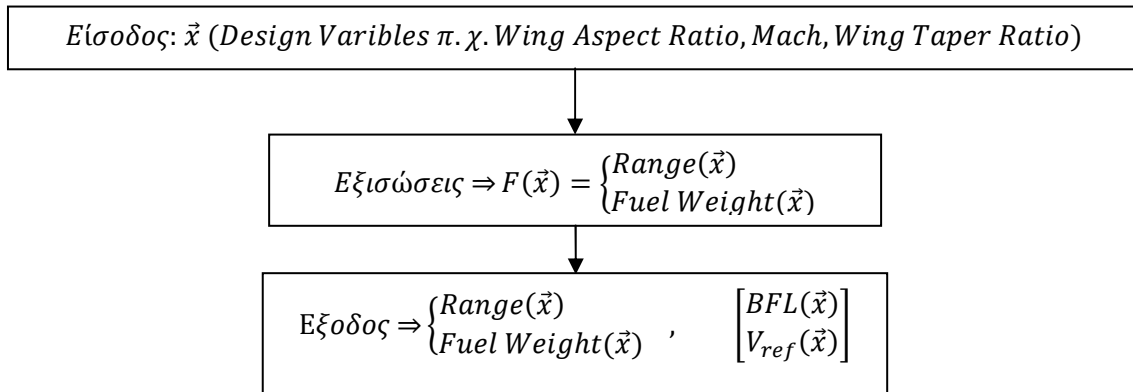 Είσοδος: x⃗ (Design Varibles π. χ. Wing Aspect Ratio, Mach, Wing Taper Ratio)
Εξισώσεις ⇒ F(x⃗) = {Range(x⃗)
Fuel Weight(x⃗)
Εξοδος ⇒ {Range(x⃗) , [BFL(x⃗)]
Fuel Weight(x⃗) [V_ref(x⃗)]